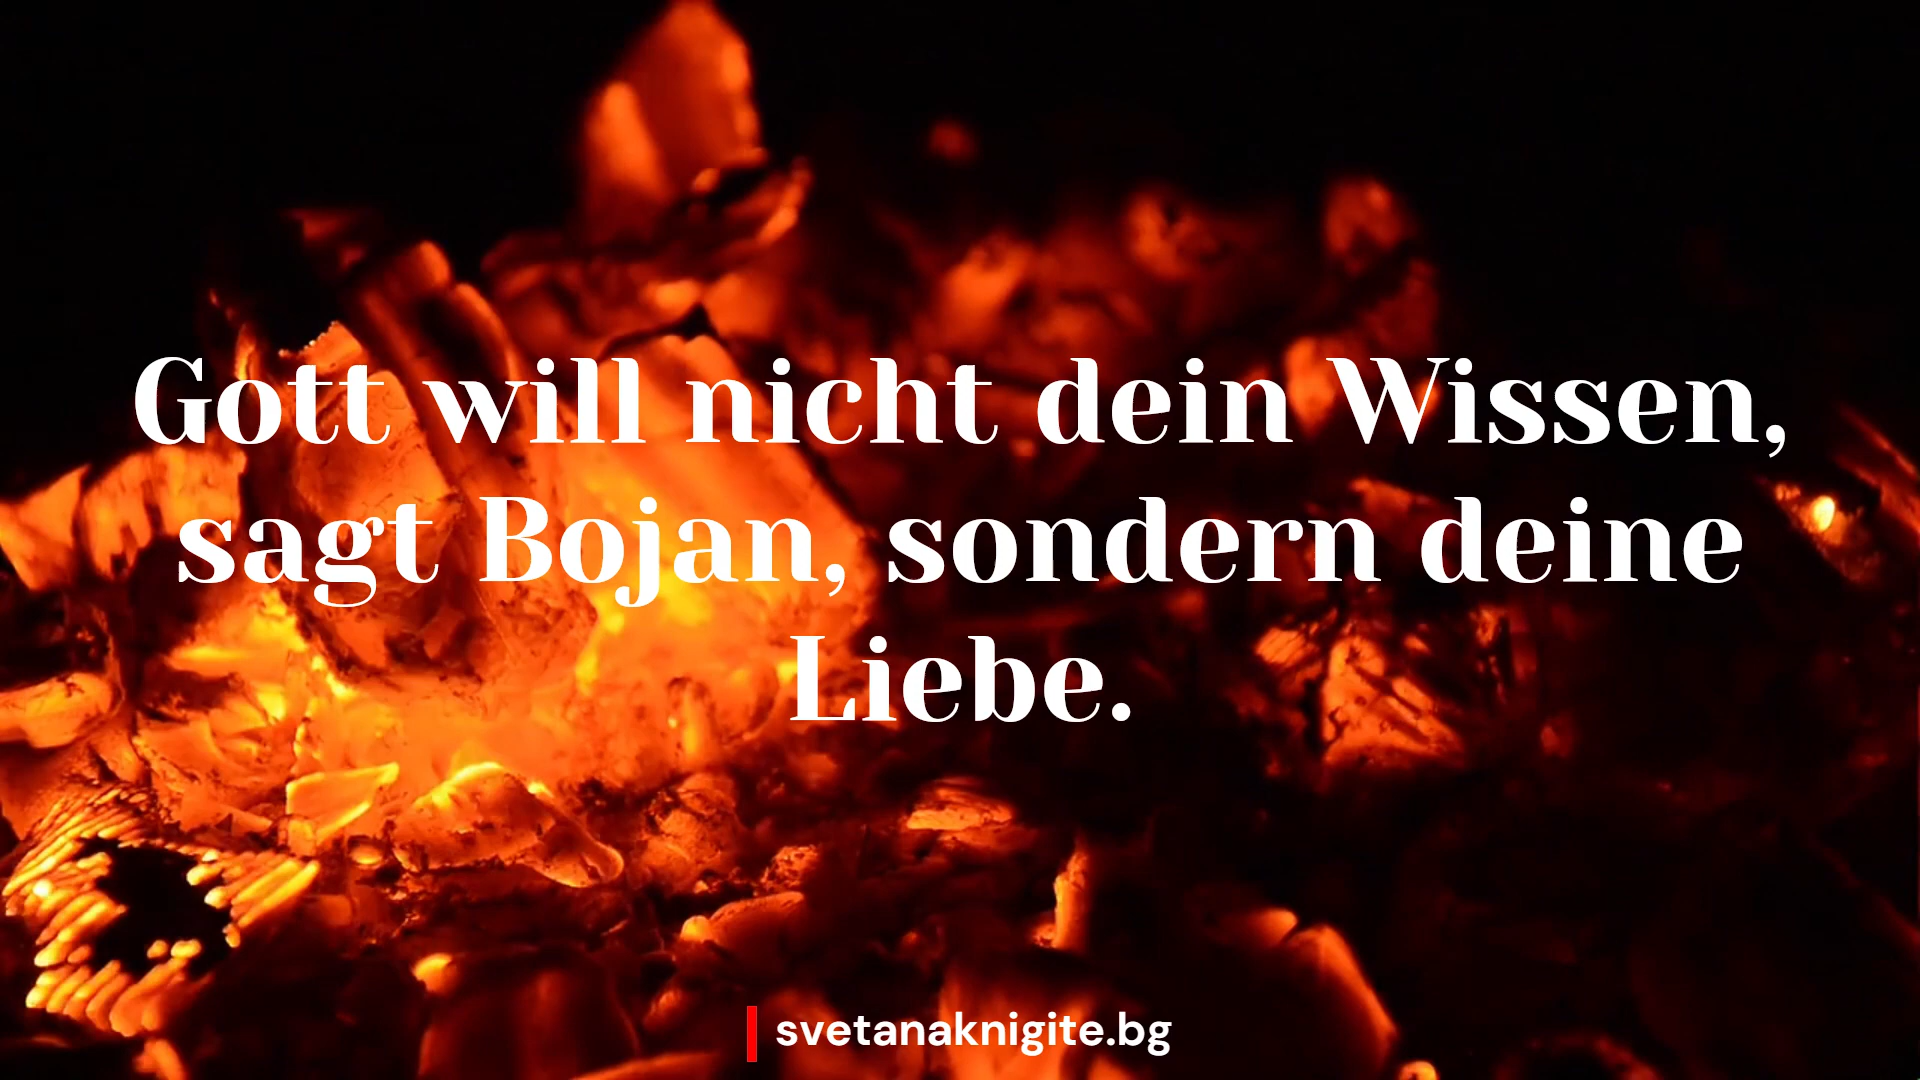 Gott will nicht dein Wissen,
sagt Bojan, sondern deine
Liebe.
svetanaknigite.bg